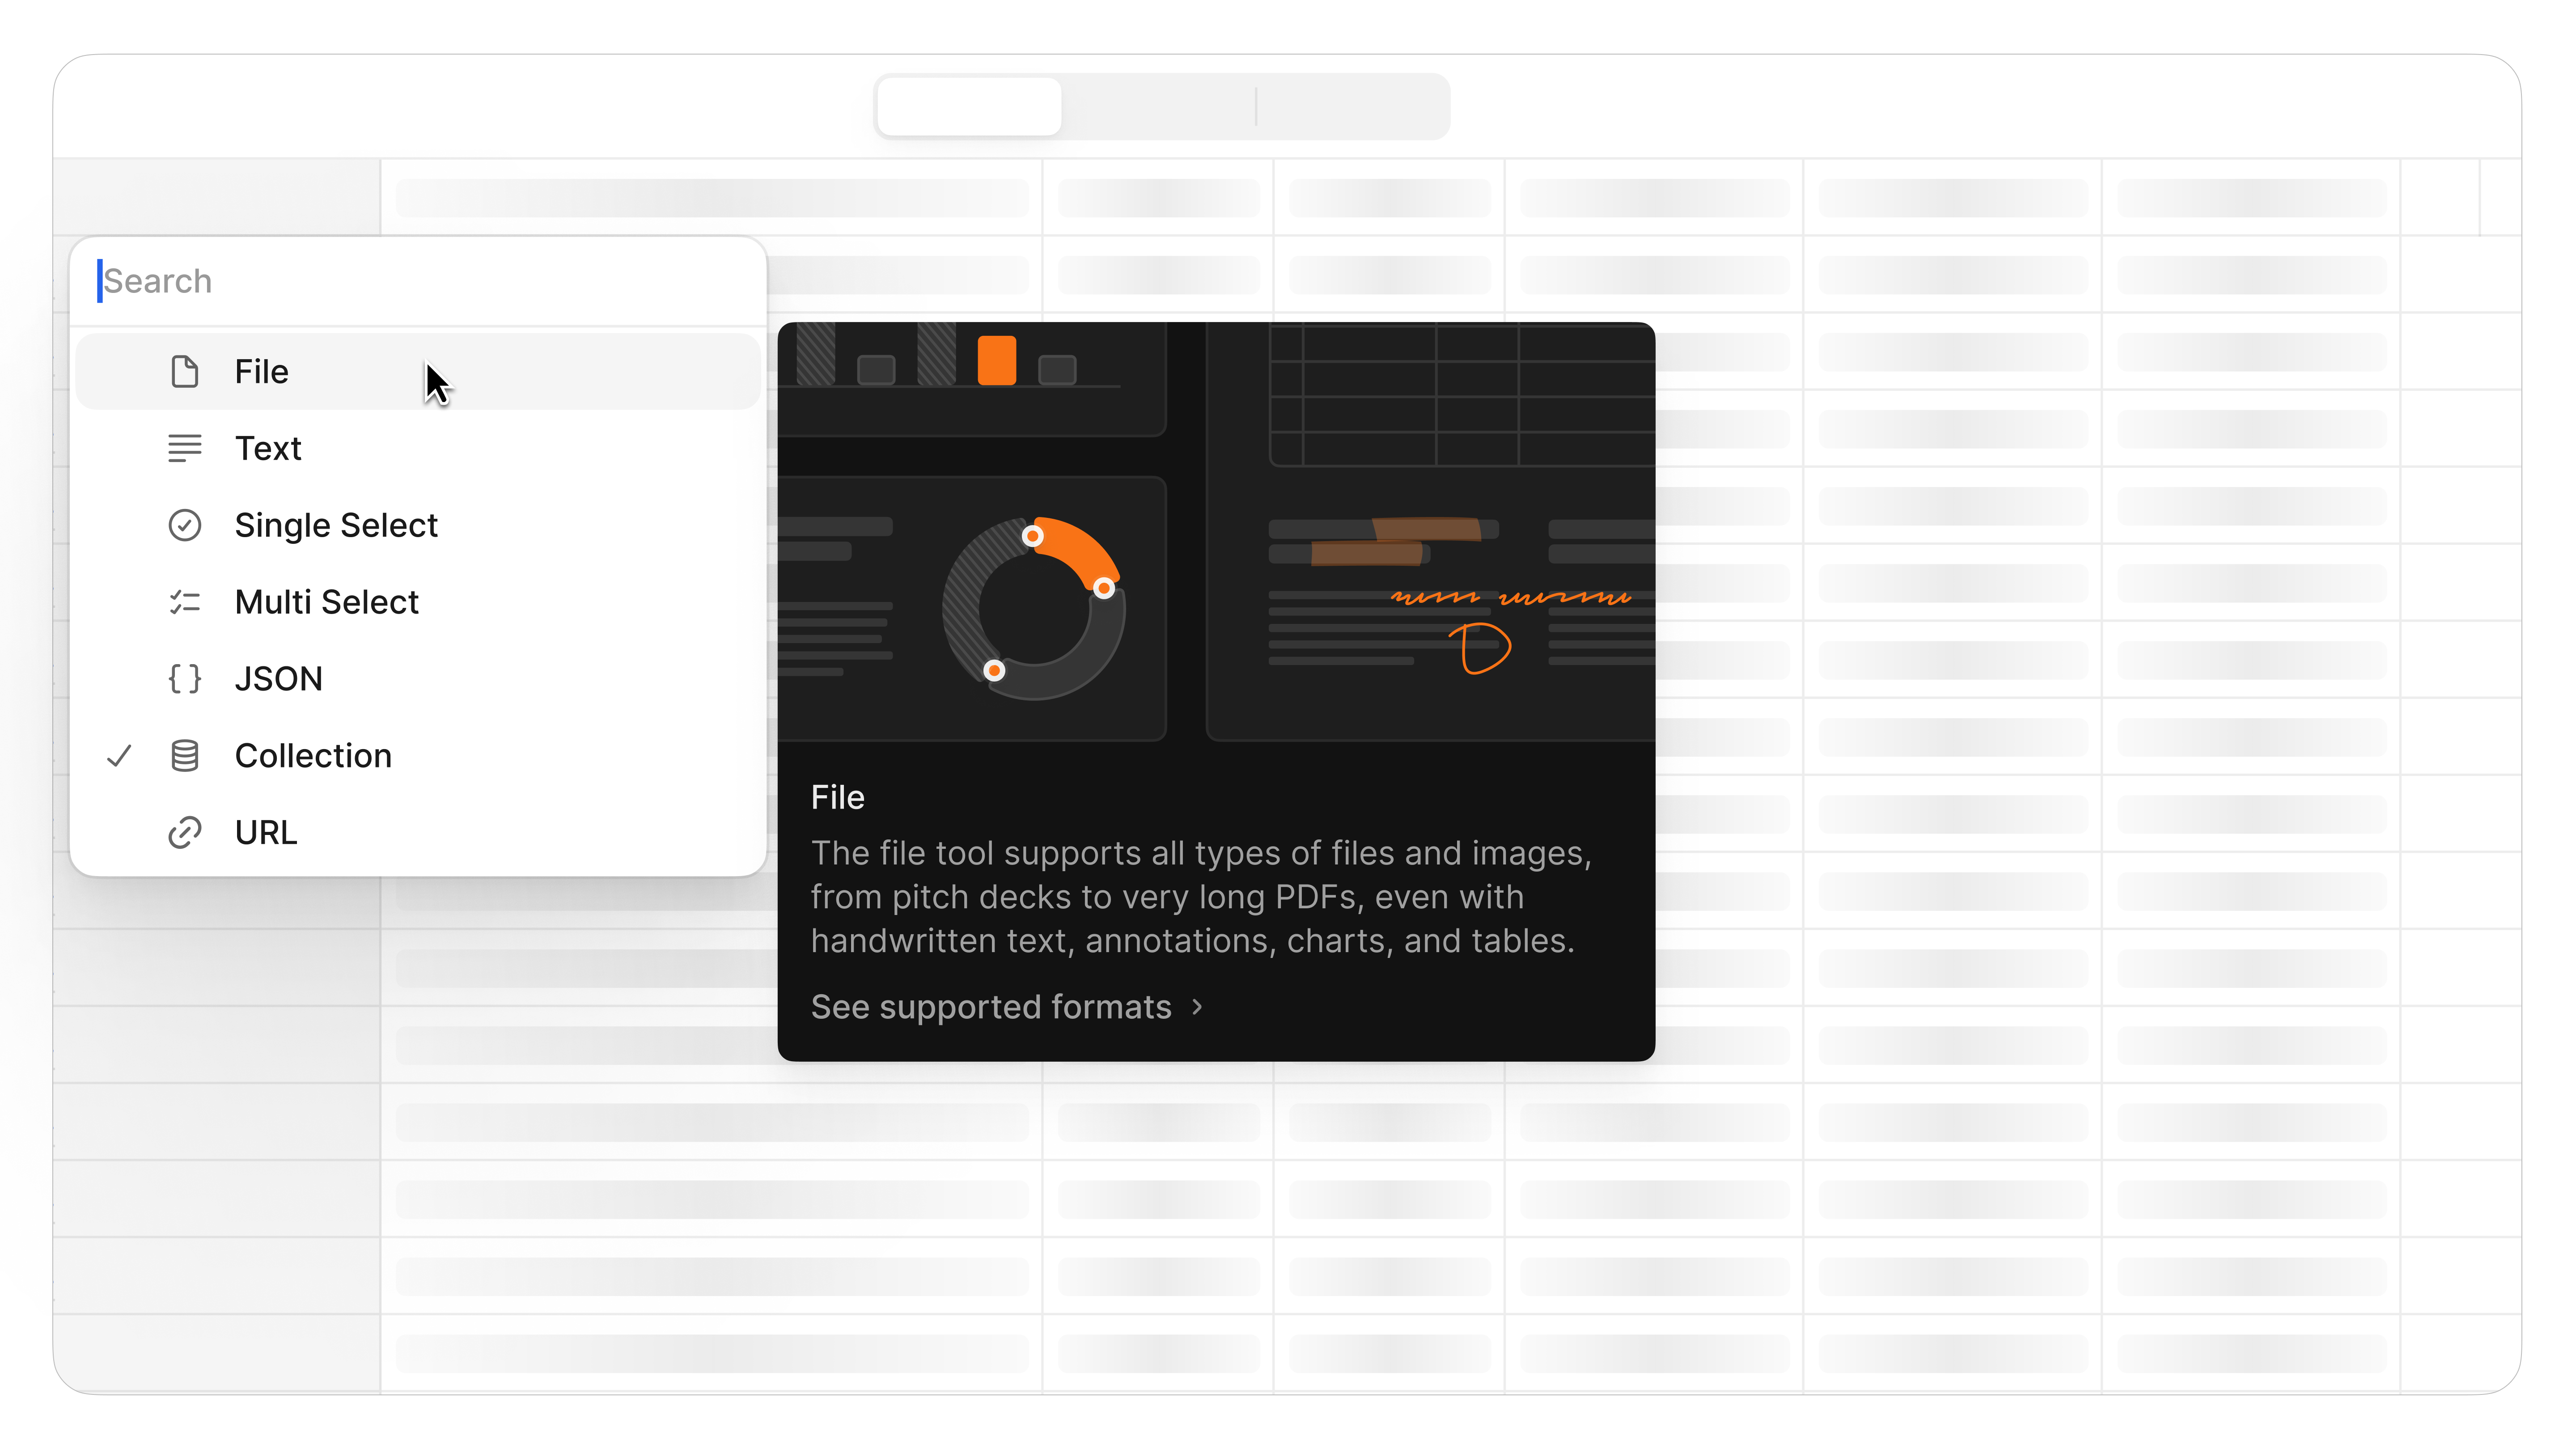 Search
File
Text
Single Select
Multi Select
JSON
Collection
URL
File
The file tool supports all types of files and images,
from pitch decks to very long PDFs, even with
handwritten text, annotations, charts, and tables.
See supported formats